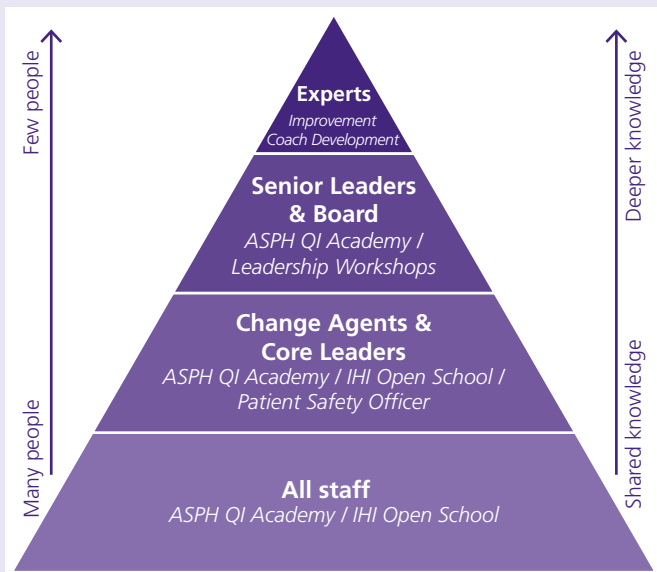 Few people
Many people
Experts
Improvement
Coach Development
Senior Leaders
& Board
ASPH QI Academy /
Leadership Workshops
Change Agents &
Core Leaders
ASPH QI Academy / IHI Open School /
Patient Safety Officer
All staff
ASPH QI Academy / IHI Open School
Deeper knowledge
Shared knowledge